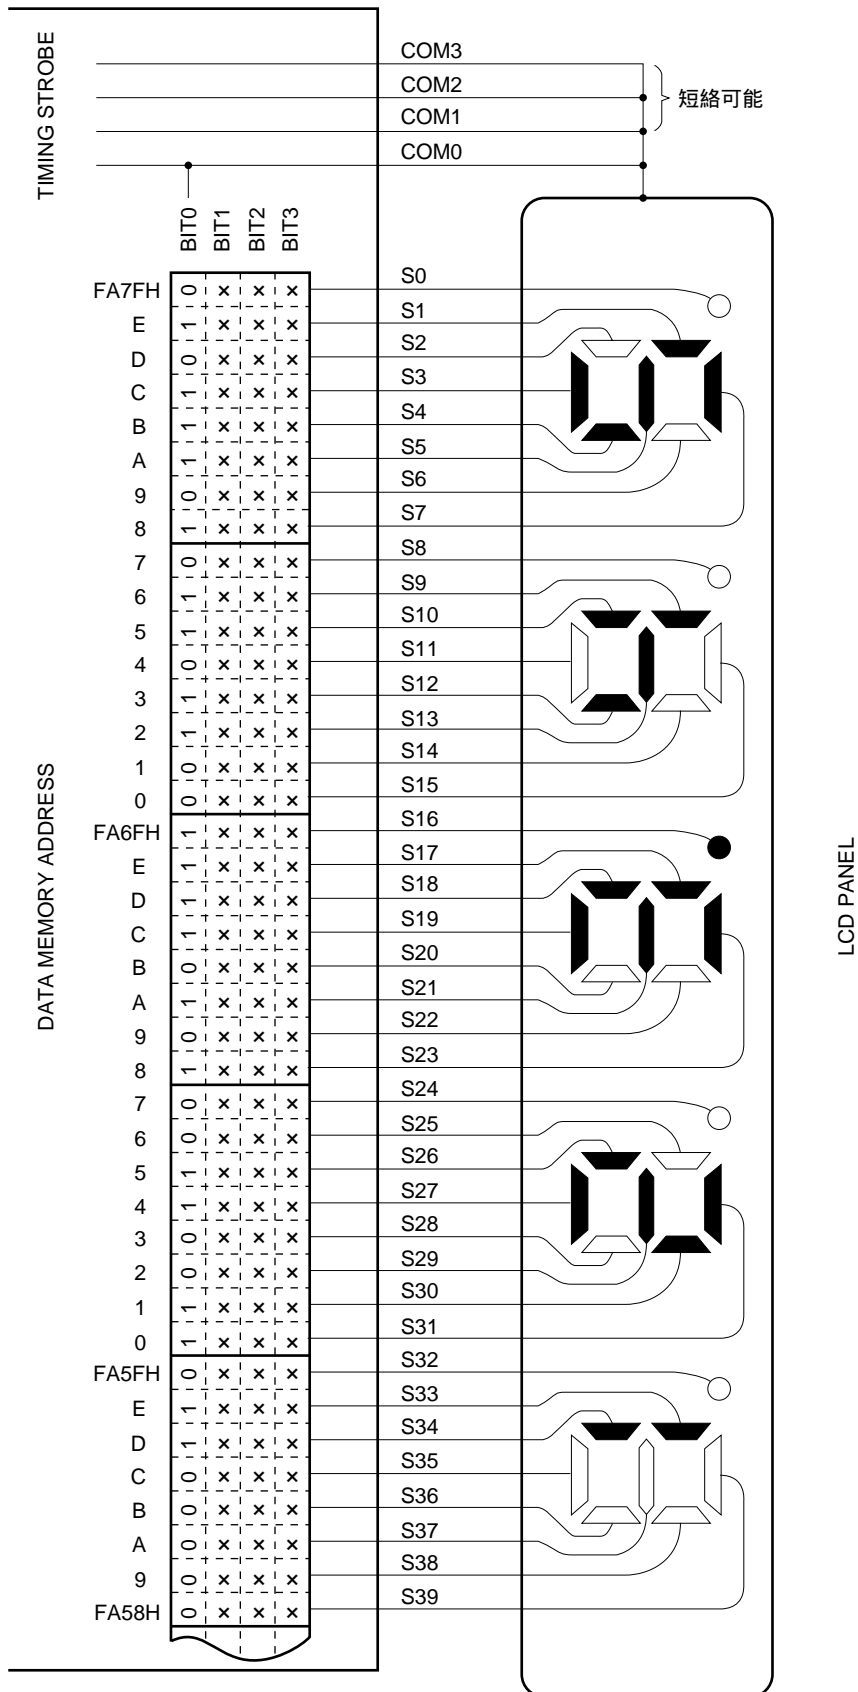 TIMING STROBE
COM3
COM2
COM1
COM0
短絡可能
BIT0 BIT1 BIT2 BIT3
DATA MEMORY ADDRESS
LCD PANEL
FA7FH 0 × × × S0
E 1 × × × S1
D 0 × × × S2
C 1 × × × S3
B 1 × × × S4
A 1 × × × S5
9 0 × × × S6
8 1 × × × S7
7 0 × × × S8
6 1 × × × S9
5 1 × × × S10
4 0 × × × S11
3 1 × × × S12
2 1 × × × S13
1 0 × × × S14
0 0 × × × S15
FA6FH 1 × × × S16
E 1 × × × S17
D 1 × × × S18
C 1 × × × S19
B 0 × × × S20
A 1 × × × S21
9 0 × × × S22
8 1 × × × S23
7 0 × × × S24
6 0 × × × S25
5 1 × × × S26
4 1 × × × S27
3 0 × × × S28
2 0 × × × S29
1 1 × × × S30
0 1 × × × S31
FA5FH 0 × × × S32
E 1 × × × S33
D 1 × × × S34
C 0 × × × S35
B 0 × × × S36
A 0 × × × S37
9 0 × × × S38
FA58H 0 × × × S39